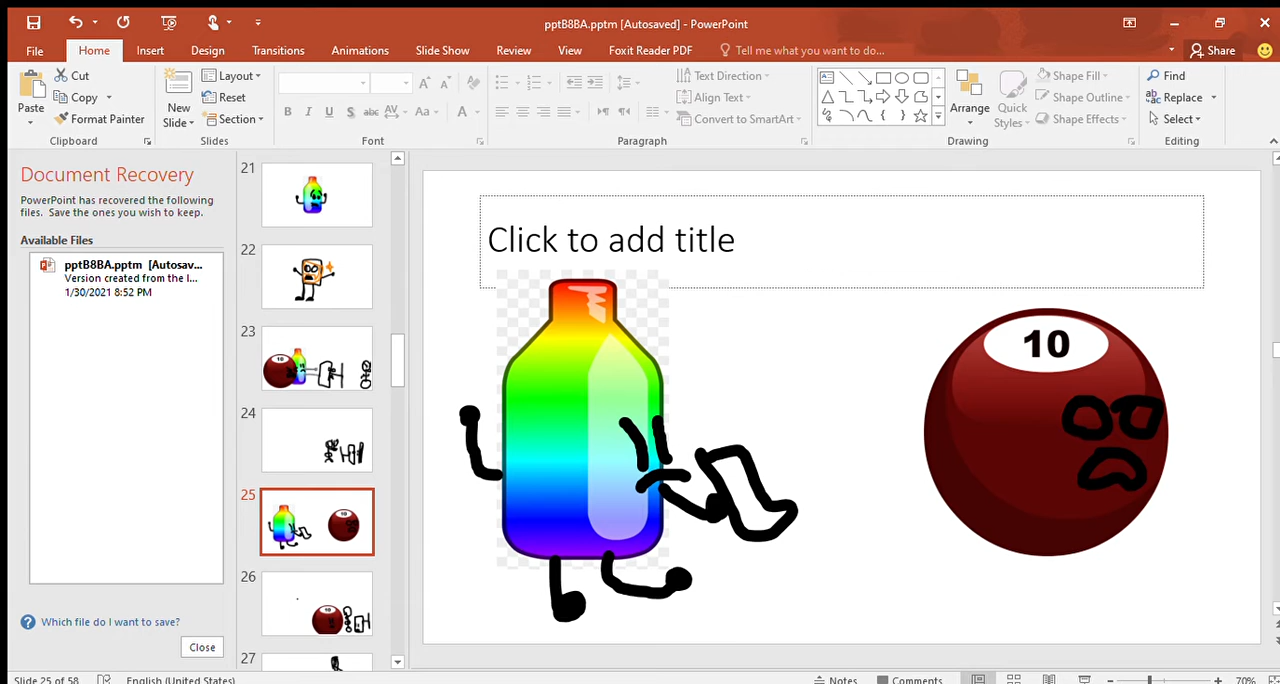 pptB8BA.pptm [Autosaved] - PowerPoint
File Home Insert Design Transitions Animations Slide Show Review View Foxit Reader PDF Tell me what you want to do... Share
Paste
Cut
Copy
Format Painter
Clipboard
New
Slide
Layout
Reset
Section
Slides
B I U S abc AV Aa A
Font
Text Direction
Align Text
Convert to SmartArt
Paragraph
Arrange
Quick
Styles
Shape Fill
Shape Outline
Shape Effects
Drawing
Find
Replace
Select
Editing
Document Recovery
PowerPoint has recovered the following
files. Save the ones you wish to keep.
Available Files
pptB8BA.pptm [Autosav...
Version created from the l...
1/30/2021 8:52 PM
Which file do I want to save?
Close
21
22
23
10
24
25
10
26
10
27
Click to add title
10
Slide 25 of 58 English (United States) Notes Comments 70%